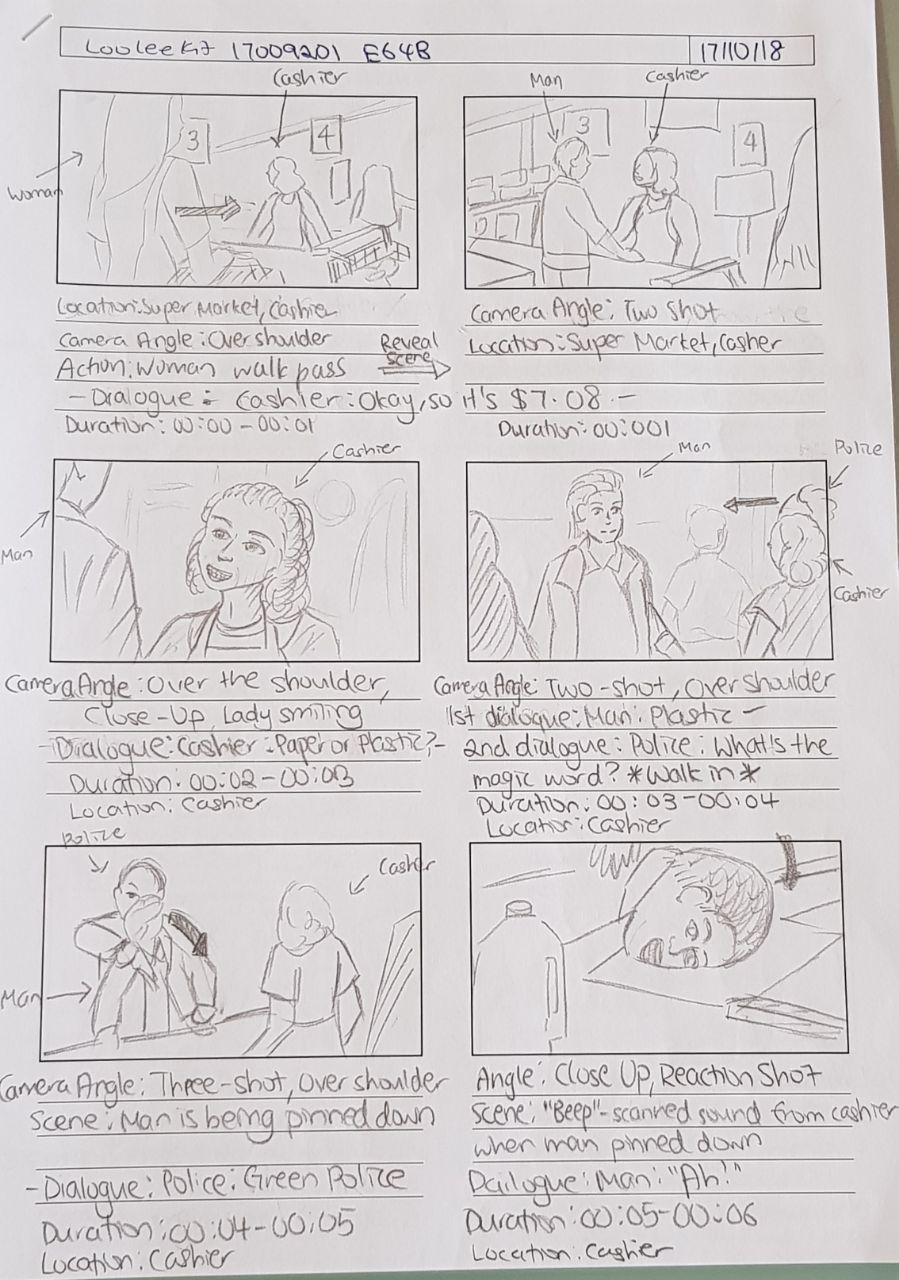 Loo Lee Kit 17009201 E64B 17/10/18
Cashier
Woman
3
4
Location: Super Market, Cashier
Camera Angle: Over shoulder
Action: Woman walk pass
Reveal Scene
Man
Cashier
3
4
Camera Angle: Two Shot
Location: Super Market, Casher
- Dialogue: Cashier: Okay, so it's $7.08 -
Duration: 00:00 - 00:01
Duration: 00:001
Cashier
Man
Camera Angle: Over the shoulder,
Close-Up, Lady smiling
- Dialogue: Cashier: Paper or Plastic? -
Duration: 00:02 - 00:03
Location: Cashier
Man
Police
Cashier
Camera Angle: Two-shot, Over shoulder
1st dialogue: Man: Plastic -
2nd dialogue: Police: What's the
magic word? *Walk in*
Duration: 00:03-00:04
Location: Cashier
Police
Casher
Man
Camera Angle: Three-shot, Over shoulder
Scene: Man is being pinned down
- Dialogue: Police: Green Police
Duration: 00:04-00:05
Location: Cashier
Angle: Close Up, Reaction Shot
Scene: "Beep" - scanned sound from cashier
when man pinned down
Dailogue: Man: "Ah!"
Duration: 00:05-00:06
Location: Cashier